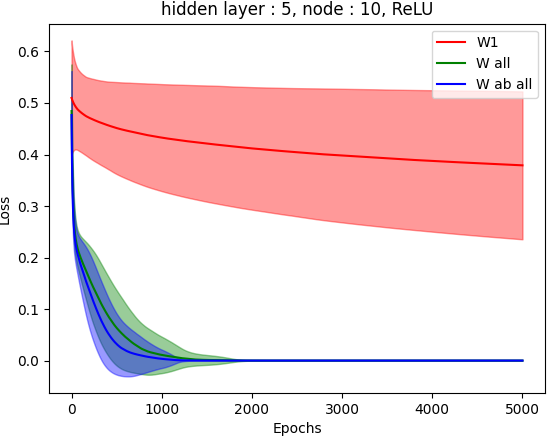 hidden layer : 5, node : 10, ReLU
W1
W all
W ab all
Loss
0.6
0.5
0.4
0.3
0.2
0.1
0.0
0 1000 2000 3000 4000 5000
Epochs